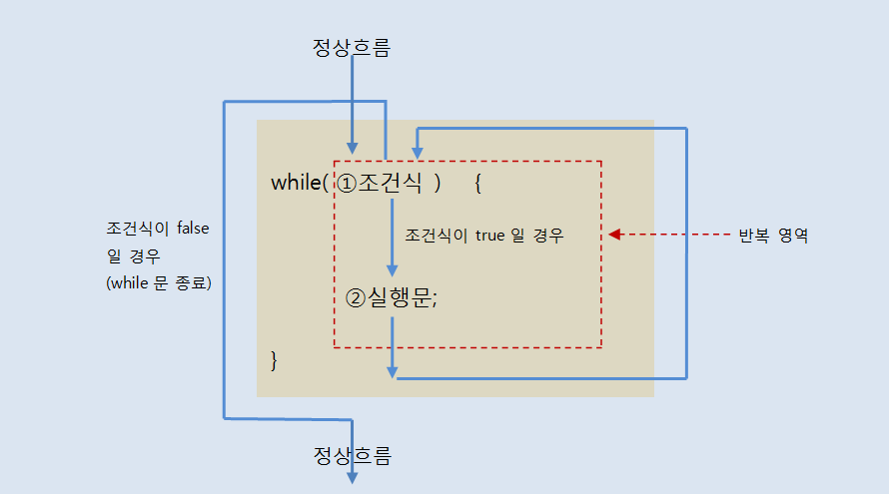 정상흐름
while( ①조건식 ) {
조건식이 false
일 경우
(while 문 종료)
조건식이 true 일 경우
반복 영역
②실행문;
}
정상흐름